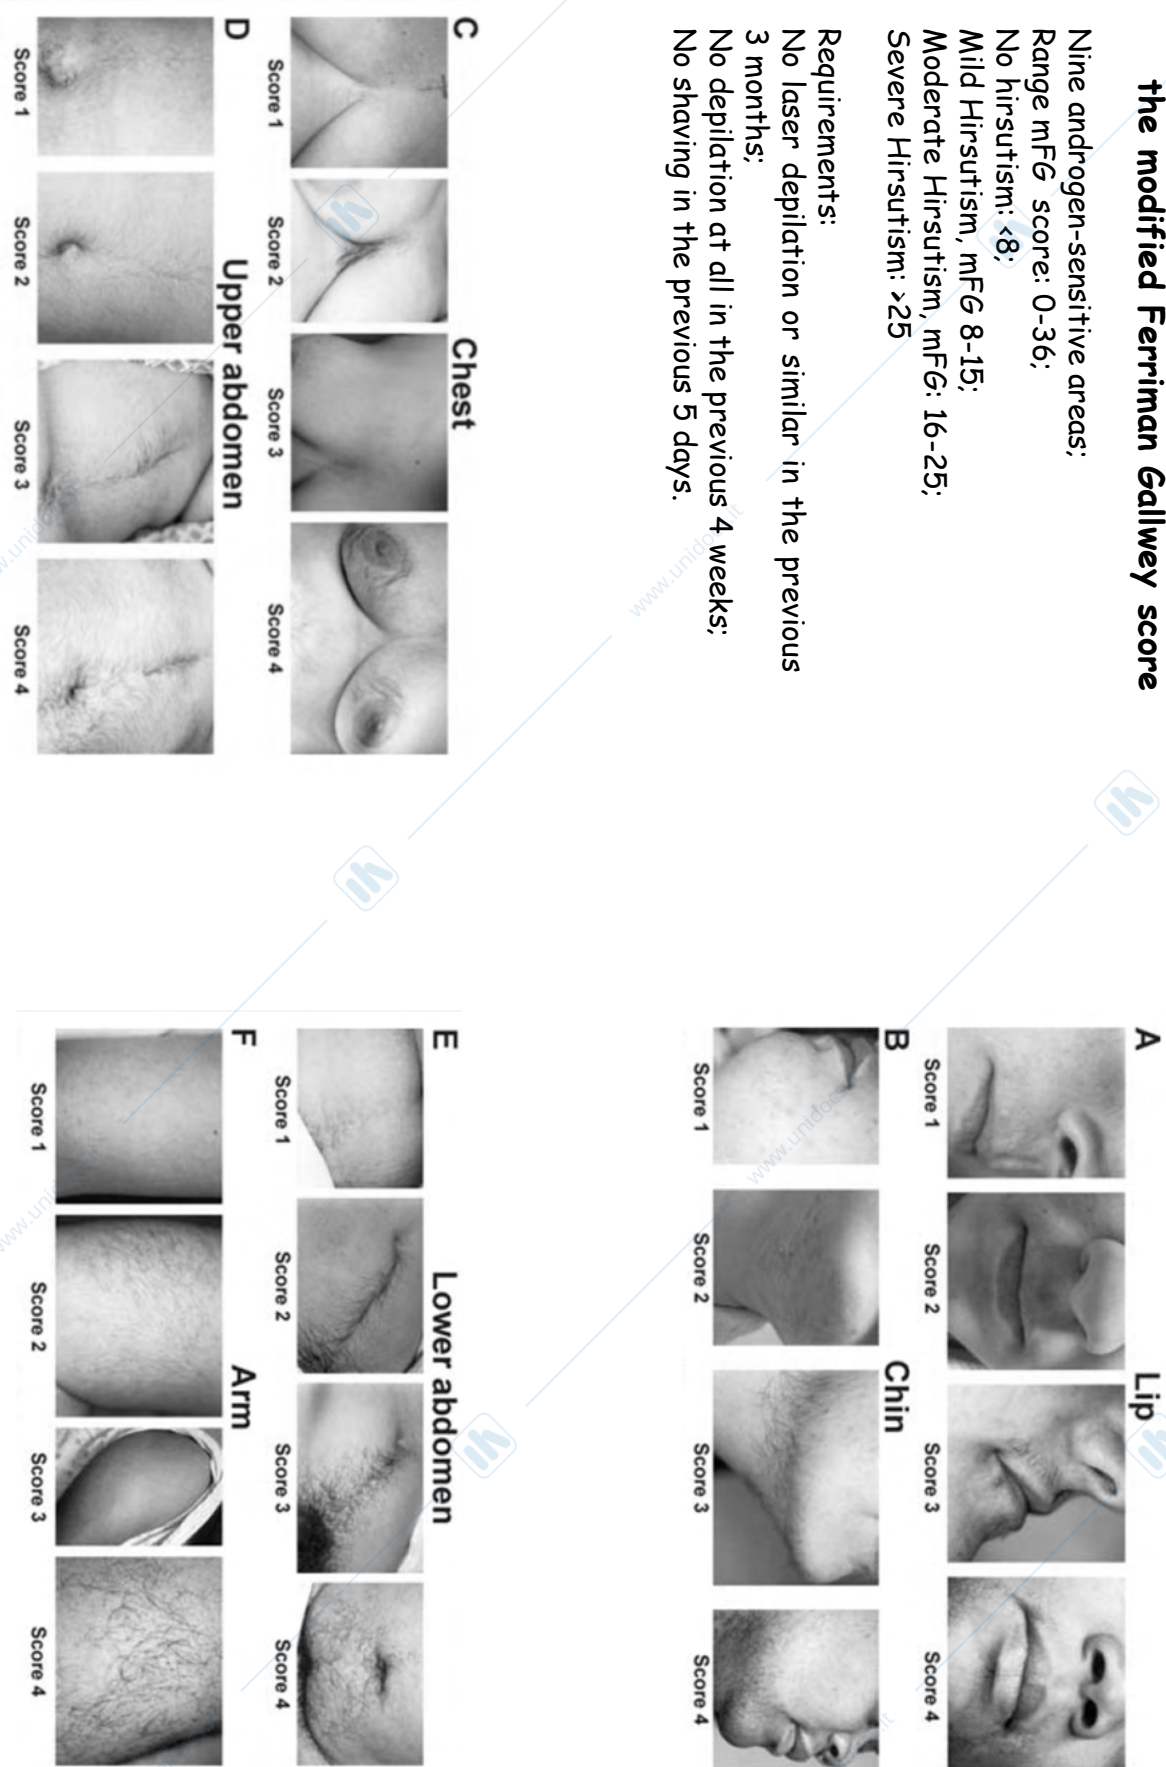 the modified Ferriman Gallwey score
Nine androgen-sensitive areas;
Range mFG score: 0-36;
No hirsutism: <8;
Mild Hirsutism, mFG 8-15;
Moderate Hirsutism, mFG: 16-25;
Severe Hirsutism: >25
Requirements:
No laser depilation or similar in the previous
3 months;
No depilation at all in the previous 4 weeks;
No shaving in the previous 5 days.
A
Lip
Score 1
Score 2
Score 3
Score 4
B
Chin
Score 1
Score 2
Score 3
Score 4
C
Chest
Score 1
Score 2
Score 3
Score 4
D
Upper abdomen
Score 1
Score 2
Score 3
Score 4
E
Lower abdomen
Score 1
Score 2
Score 3
Score 4
F
Arm
Score 1
Score 2
Score 3
Score 4